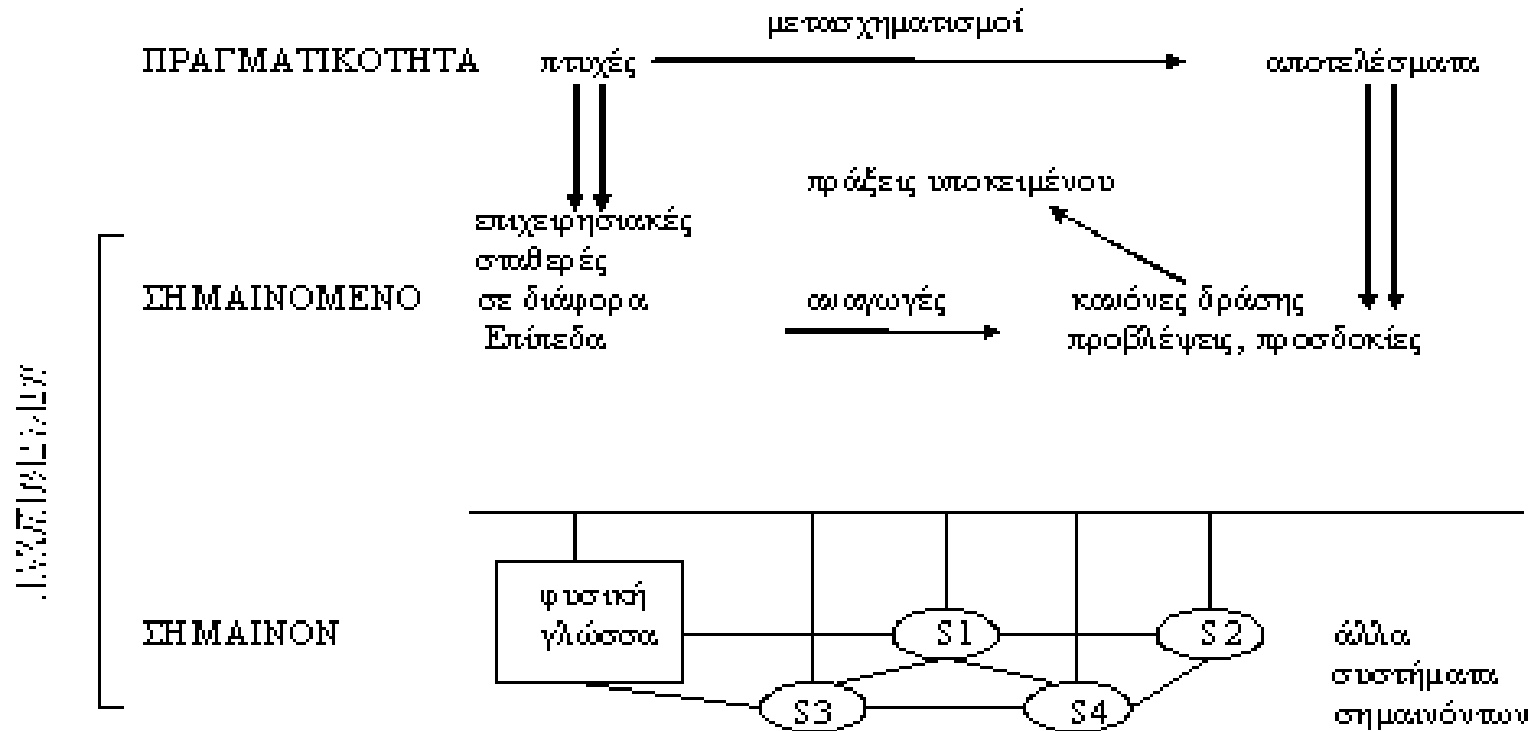 μετασχηματισμοί
ΠΡΑΓΜΑΤΙΚΟΤΗΤΑ πτυχές αποτελέσματα
πράξεις υποκειμένου
επιχειρησιακές
σταθερές
ΣΗΜΑΙΝΟΜΕΝΟ σε διάφορα αναγωγές κανόνες δράσης
Επίπεδα προβλέψεις, προσδοκίες
φυσική
ΣΗΜΑΙΝΟΝ γλώσσα S1 S2 άλλα
συστήματα
S3 S4 σημαινόντων